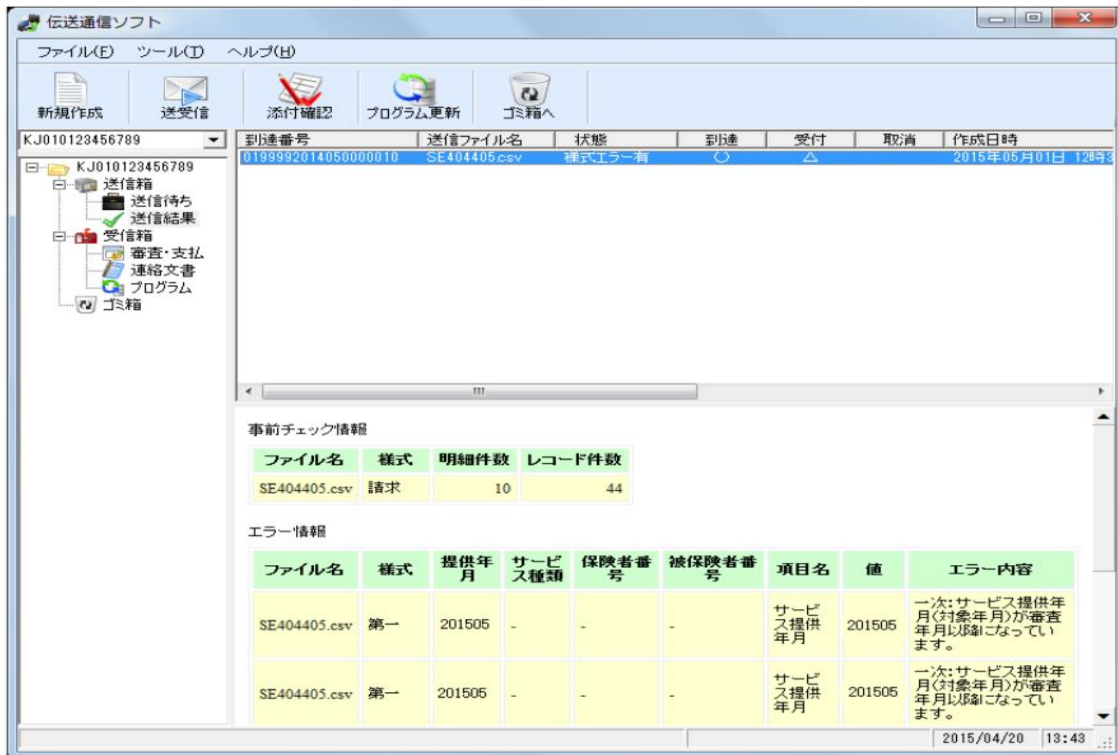 伝送通信ソフト
ファイル(F) ツール(T) ヘルプ(H)
新規作成 送受信 添付確認 プログラム更新 ゴミ箱へ
KJ010123456789
到達番号 送信ファイル名 状態 到達 受付 取消 作成日時
0199992014050000010 SE404405.csv 様式エラー有 ○ △ 2015年05月01日 12時3
KJ010123456789
送信箱
送信待ち
送信結果
受信箱
審査・支払
連絡文書
プログラム
ゴミ箱
事前チェック情報
ファイル名 様式 明細件数 レコード件数
SE404405.csv 請求 10 44
エラー情報
ファイル名 様式 提供年月 サービス種類 保険者番号 被保険者番号 項目名 値 エラー内容
SE404405.csv 第一 201505 - - - サービス提供年月 201505 一次:サービス提供年月(対象年月)が審査年月以降になっています。
SE404405.csv 第一 201505 - - - サービス提供年月 201505 一次:サービス提供年月(対象年月)が審査年月以降になっています。
2015/04/20 13:43